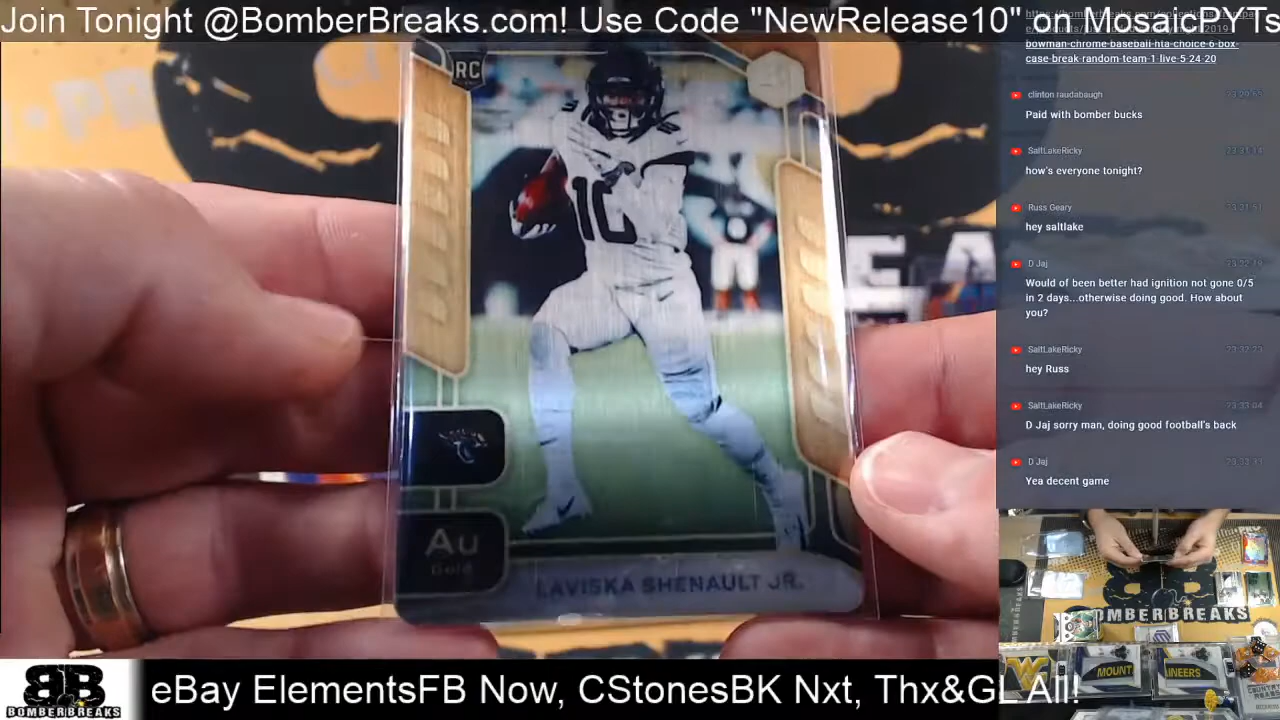 Join Tonight @BomberBreaks.com! Use Code "NewRelease10" on MosaicPYTs
bowman-chrome-baseball-hta-choice-6-box-
case-break-random-team-1-live-5-24-20
clinton raudabaugh
Paid with bomber bucks
SaltLakeRicky
how's everyone tonight?
Russ Geary
hey saltlake
D Jaj
Would of been better had ignition not gone 0/5
in 2 days...otherwise doing good. How about
you?
SaltLakeRicky
hey Russ
SaltLakeRicky
D Jaj sorry man, doing good football's back
D Jaj
Yea decent game
RC
10
Au
Gold
LAVISKA SHENAULT JR.
BOMBERBREAKS
MOUNT
INEERS
BB
BOMBERBREAKS
eBay ElementsFB Now, CStonesBK Nxt, Thx&GL All!